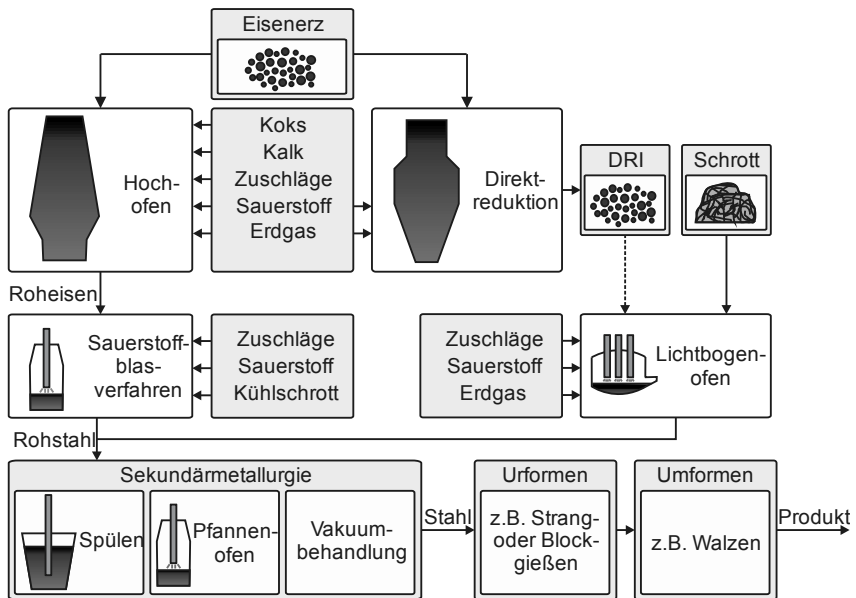 Eisenerz
Hoch-
ofen
Koks
Kalk
Zuschläge
Sauerstoff
Erdgas
Direkt-
reduktion
DRI
Schrott
Roheisen
Sauerstoff-
blas-
verfahren
Zuschläge
Sauerstoff
Kühlschrott
Zuschläge
Sauerstoff
Erdgas
Lichtbogen-
ofen
Rohstahl
Sekundärmetallurgie
Spülen
Pfannen-
ofen
Vakuum-
behandlung
Stahl
Urformen
z.B. Strang-
oder Block-
gießen
Umformen
z.B. Walzen
Produkt